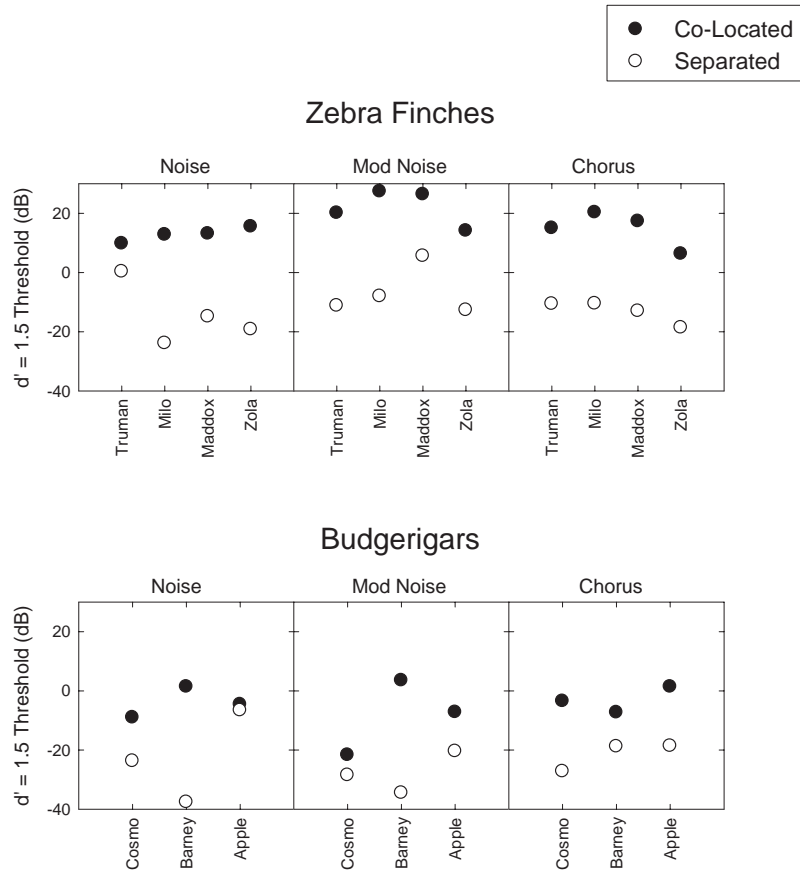 Co-Located
Separated
Zebra Finches
Noise Mod Noise Chorus
d' = 1.5 Threshold (dB)
20
0
-20
-40
Truman Milo Maddox Zola Truman Milo Maddox Zola Truman Milo Maddox Zola
Budgerigars
Noise Mod Noise Chorus
d' = 1.5 Threshold (dB)
20
0
-20
-40
Cosmo Barney Apple Cosmo Barney Apple Cosmo Barney Apple